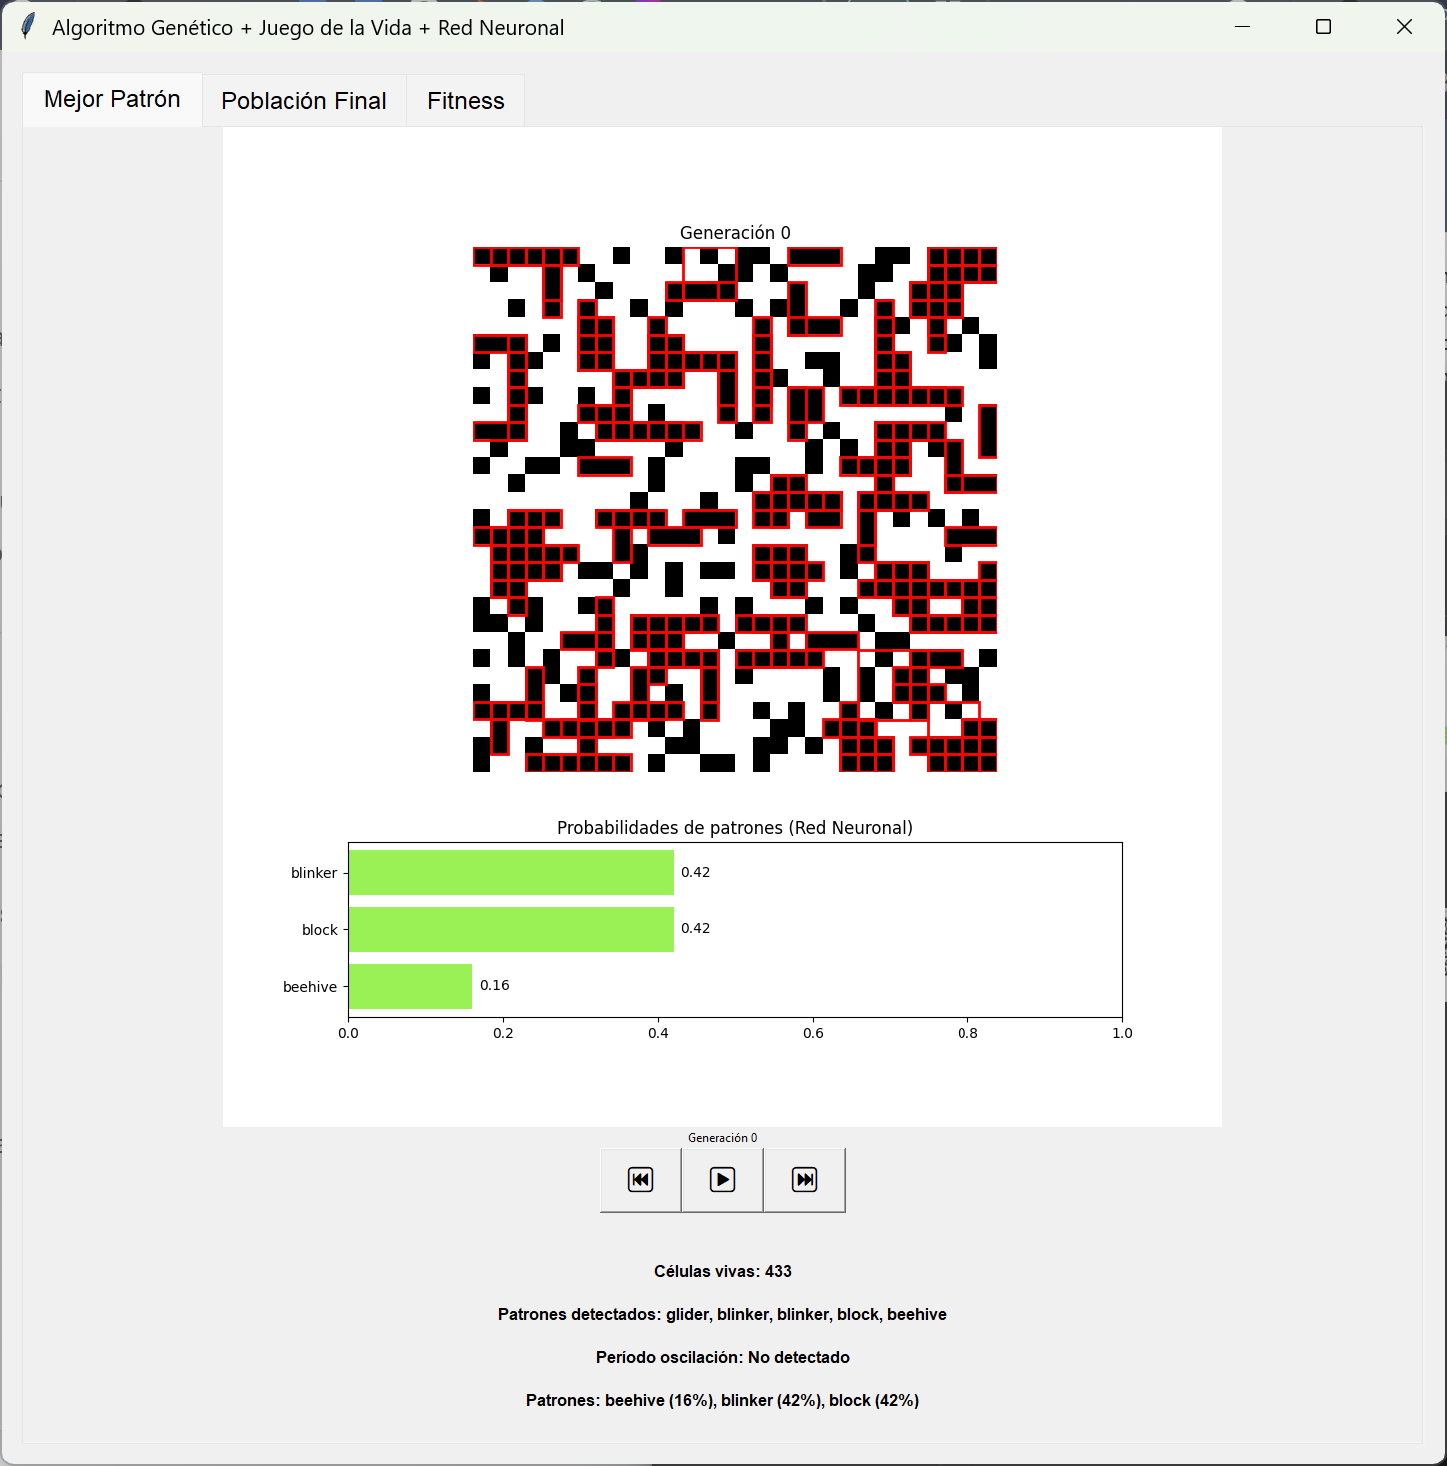 Algoritmo Genético + Juego de la Vida + Red Neuronal
Mejor Patrón
Población Final
Fitness
Generación 0
Probabilidades de patrones (Red Neuronal)
blinker
0.42
block
0.42
beehive
0.16
0.0 0.2 0.4 0.6 0.8 1.0
Generación 0
Células vivas: 433
Patrones detectados: glider, blinker, blinker, block, beehive
Período oscilación: No detectado
Patrones: beehive (16%), blinker (42%), block (42%)